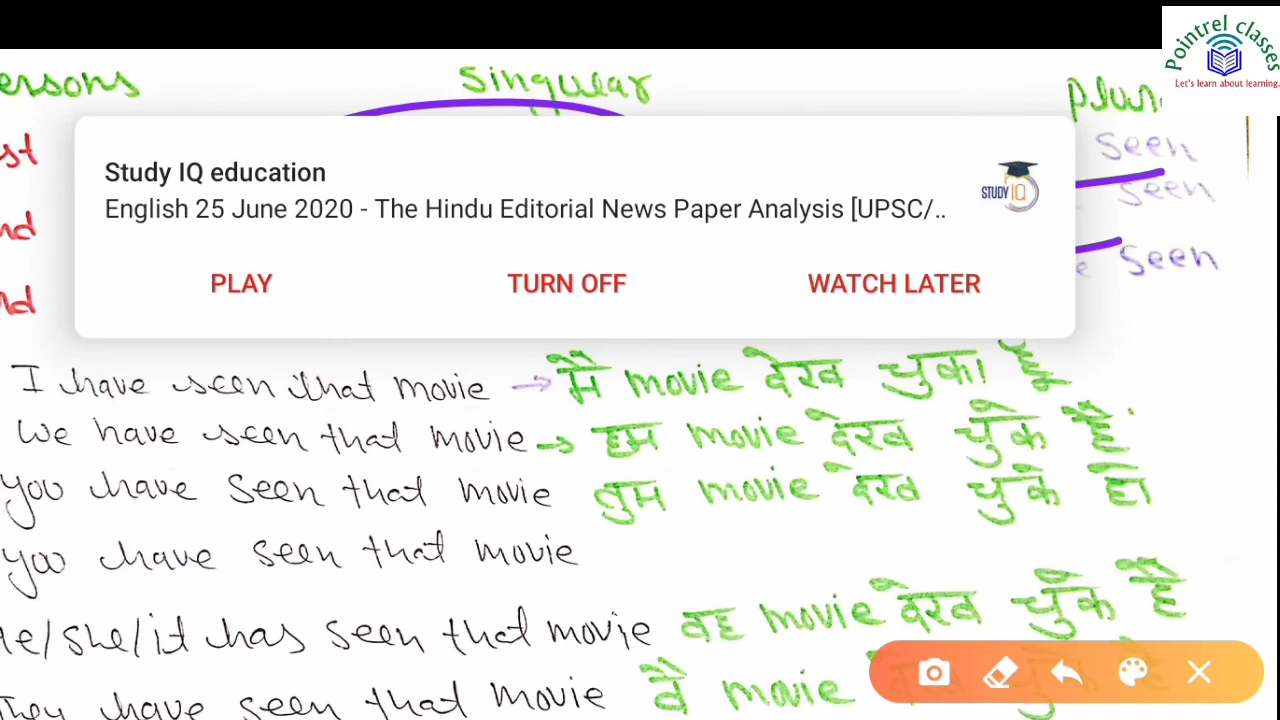 Pointrel classes
Let's learn about learning.
ersons Singular Plur
st seen
nd seen
nd seen
Study IQ education
STUDY IQ
English 25 June 2020 - The Hindu Editorial News Paper Analysis [UPSC/..
PLAY TURN OFF WATCH LATER
I have seen that movie → मैं movie देख चुका हूँ
We have seen that movie → हम movie देख चुके हैं
you have seen that movie तुम movie देख चुके हो
you have seen that movie
he/she/it has seen that movie वह movie देख चुके है
They have seen that movie वे movie